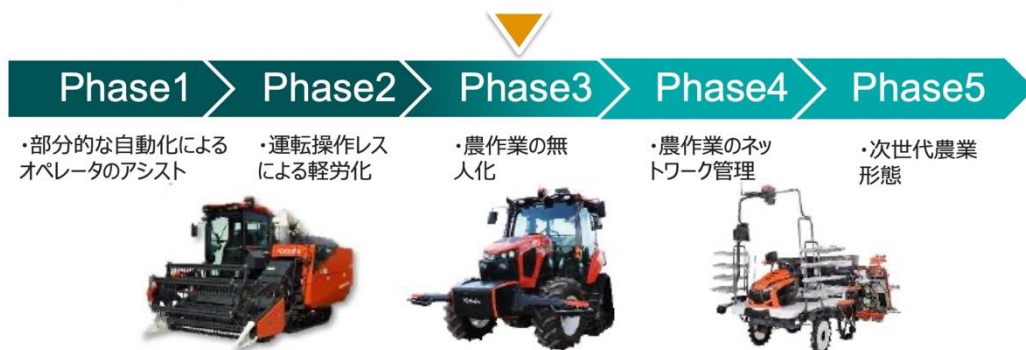 Phase1
Phase2
Phase3
Phase4
Phase5
・部分的な自動化による
オペレータのアシスト
・運転操作レス
による軽労化
・農作業の無
人化
・農作業のネッ
トワーク管理
・次世代農業
形態
Kubota